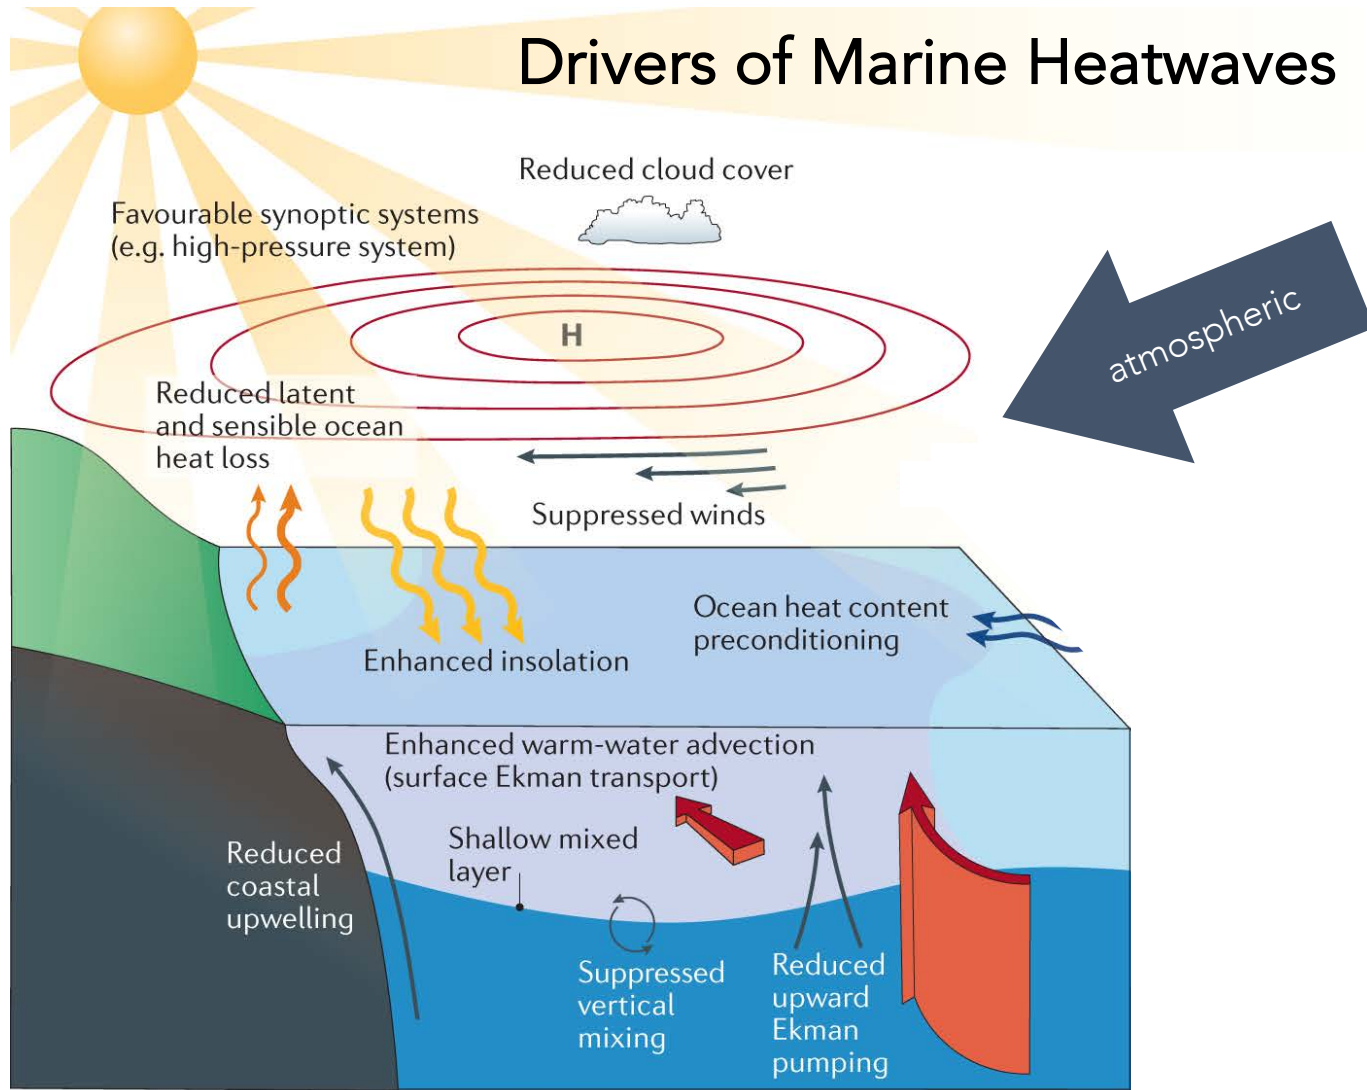 Drivers of Marine Heatwaves
Reduced cloud cover
Favourable synoptic systems
(e.g. high-pressure system)
atmospheric
H
Reduced latent
and sensible ocean
heat loss
Suppressed winds
Ocean heat content
preconditioning
Enhanced insolation
Enhanced warm-water advection
(surface Ekman transport)
Shallow mixed
layer
Reduced
coastal
upwelling
Suppressed
vertical
mixing
Reduced
upward
Ekman
pumping